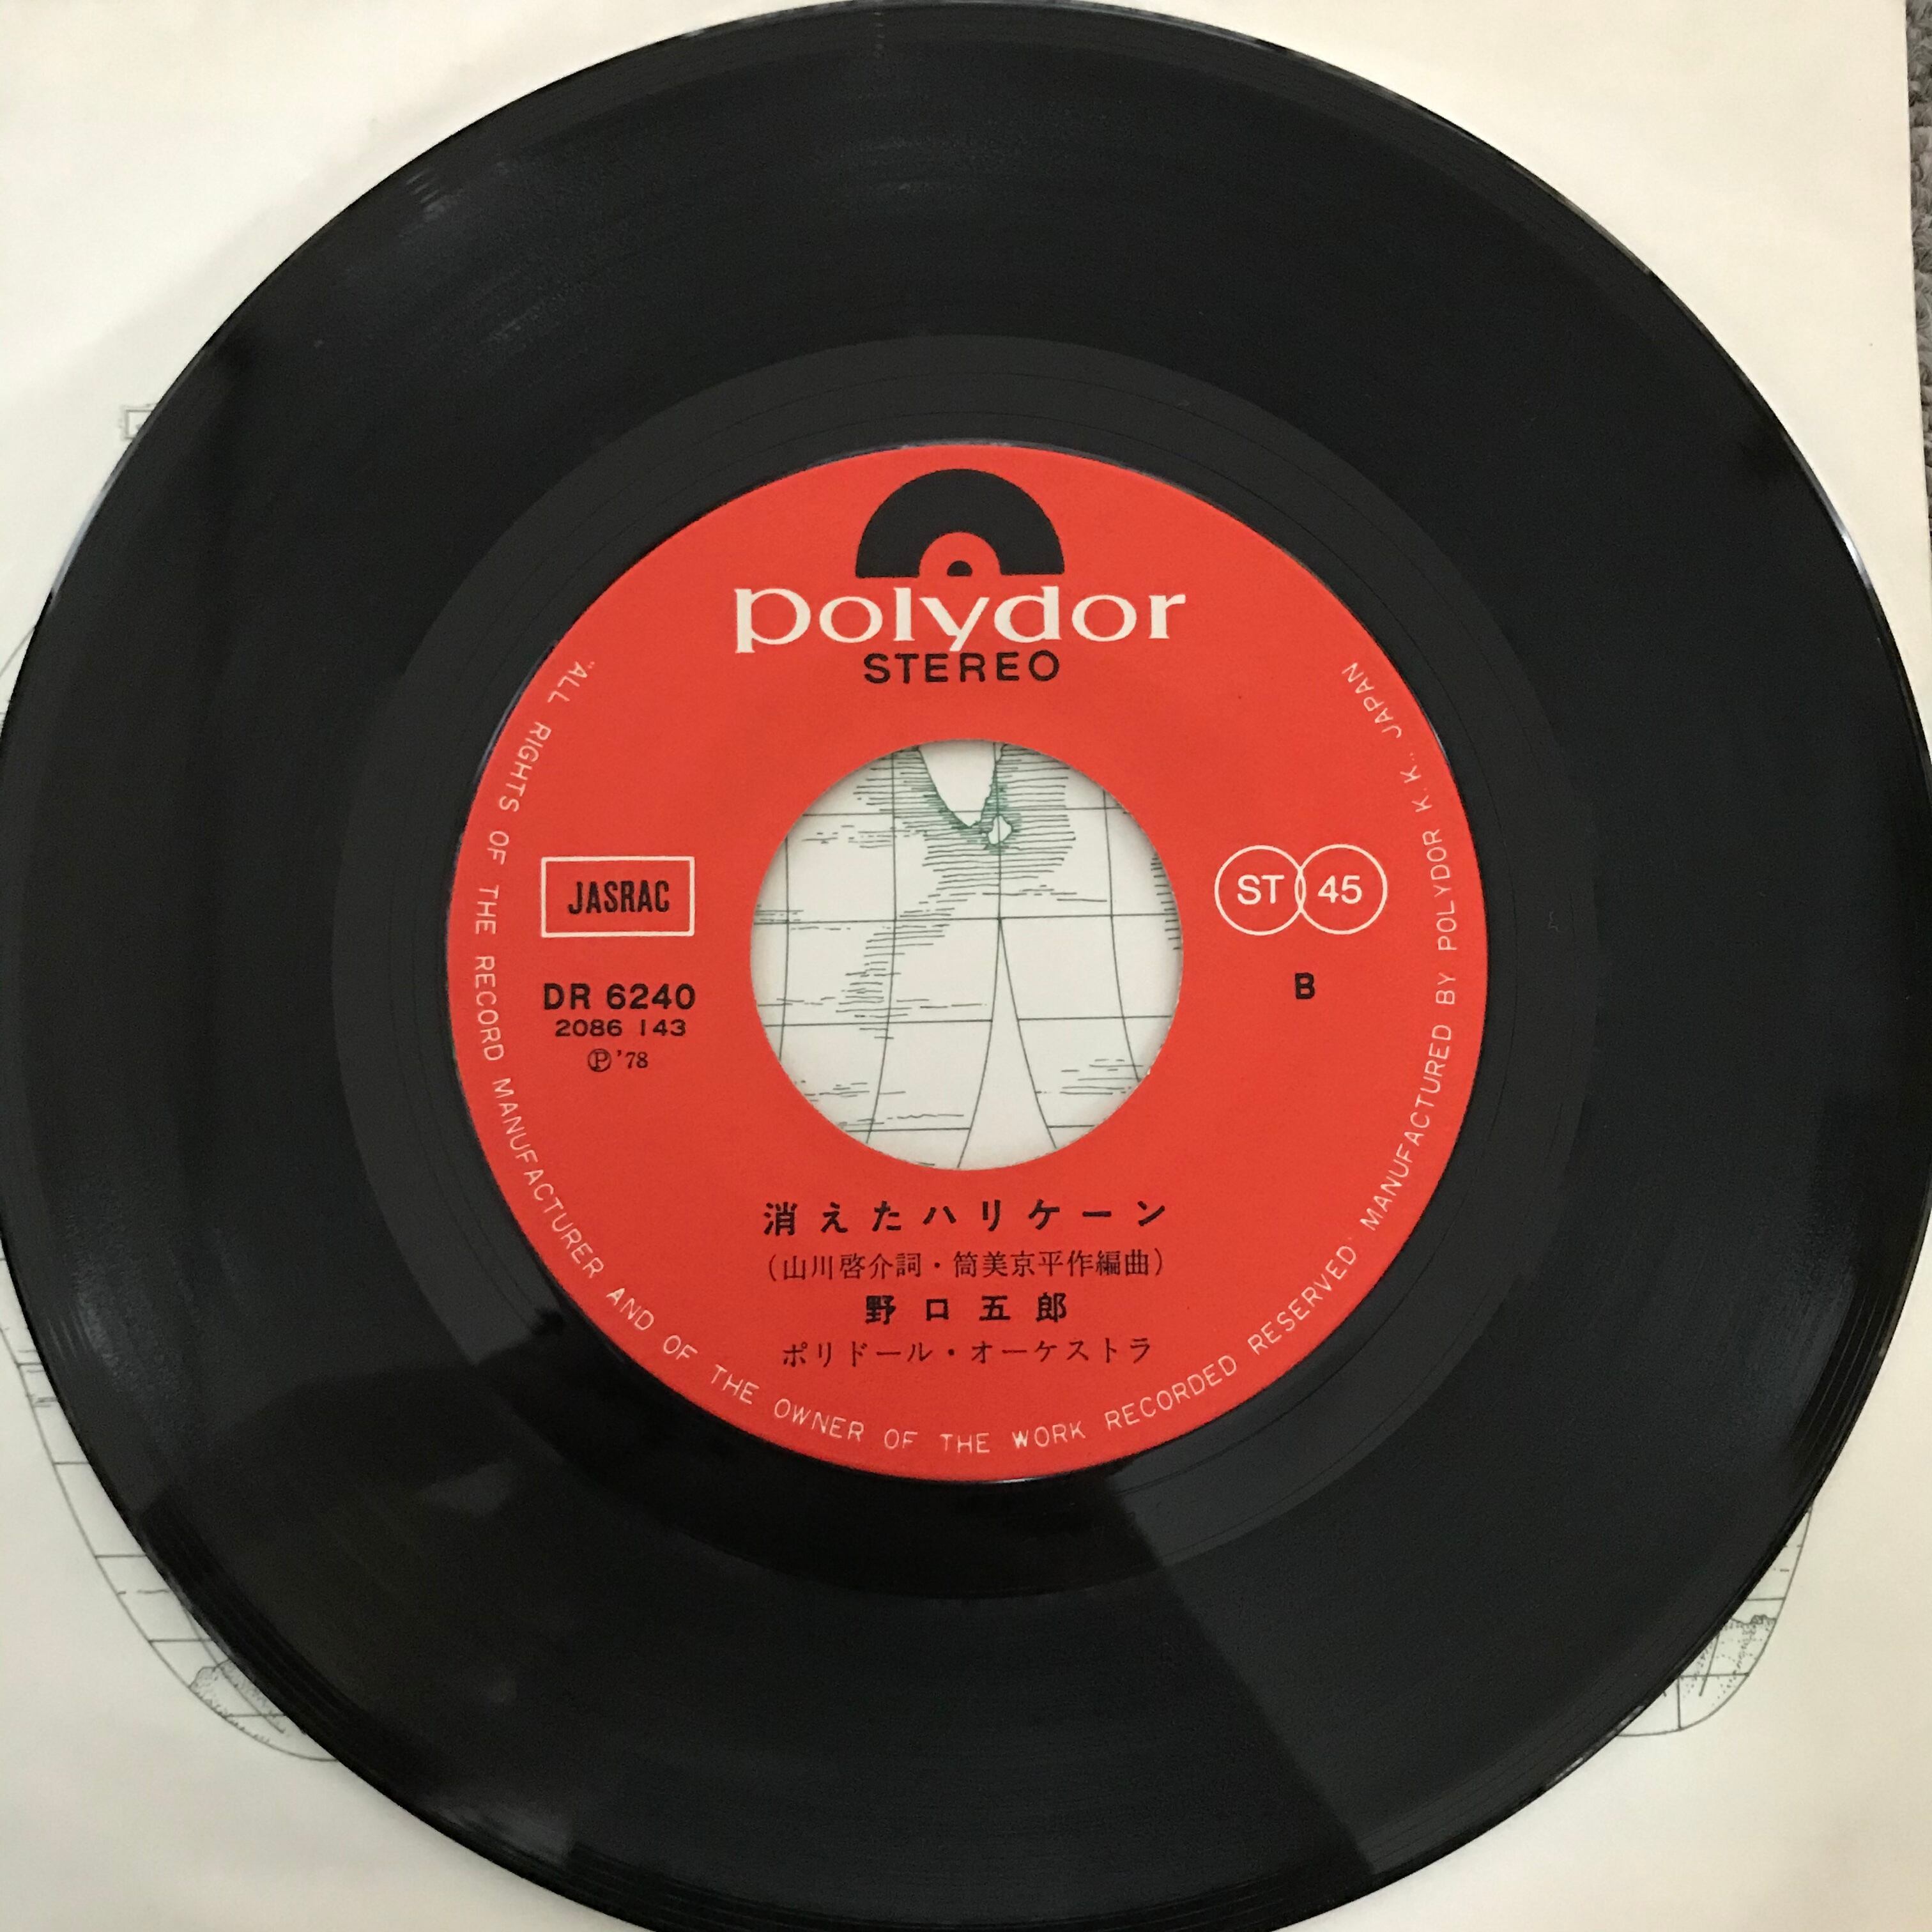 polydor
STEREO
JASRAC
ST 45
DR 6240
2086 143
Ⓟ '78
B
消えたハリケーン
(山川啓介詞・筒美京平作編曲)
野口五郎
ポリドール・オーケストラ
"ALL RIGHTS OF THE RECORD MANUFACTURER AND OF THE OWNER OF THE WORK RECORDED RESERVED" MANUFACTURED BY POLYDOR K.K., JAPAN